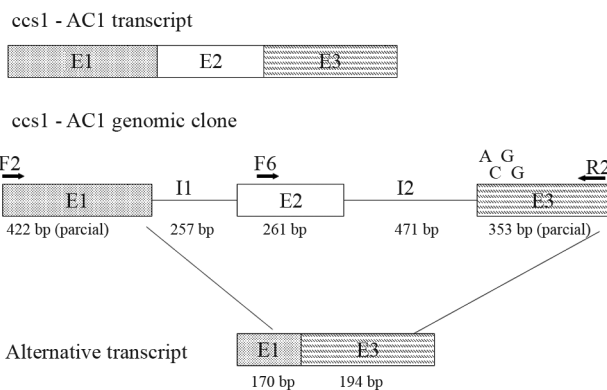 ccs1 - AC1 transcript
E1 E2 E3
ccs1 - AC1 genomic clone
F2 F6 A G R2
C G
E1 I1 E2 I2 E3
422 bp (parcial) 257 bp 261 bp 471 bp 353 bp (parcial)
Alternative transcript E1 E3
170 bp 194 bp